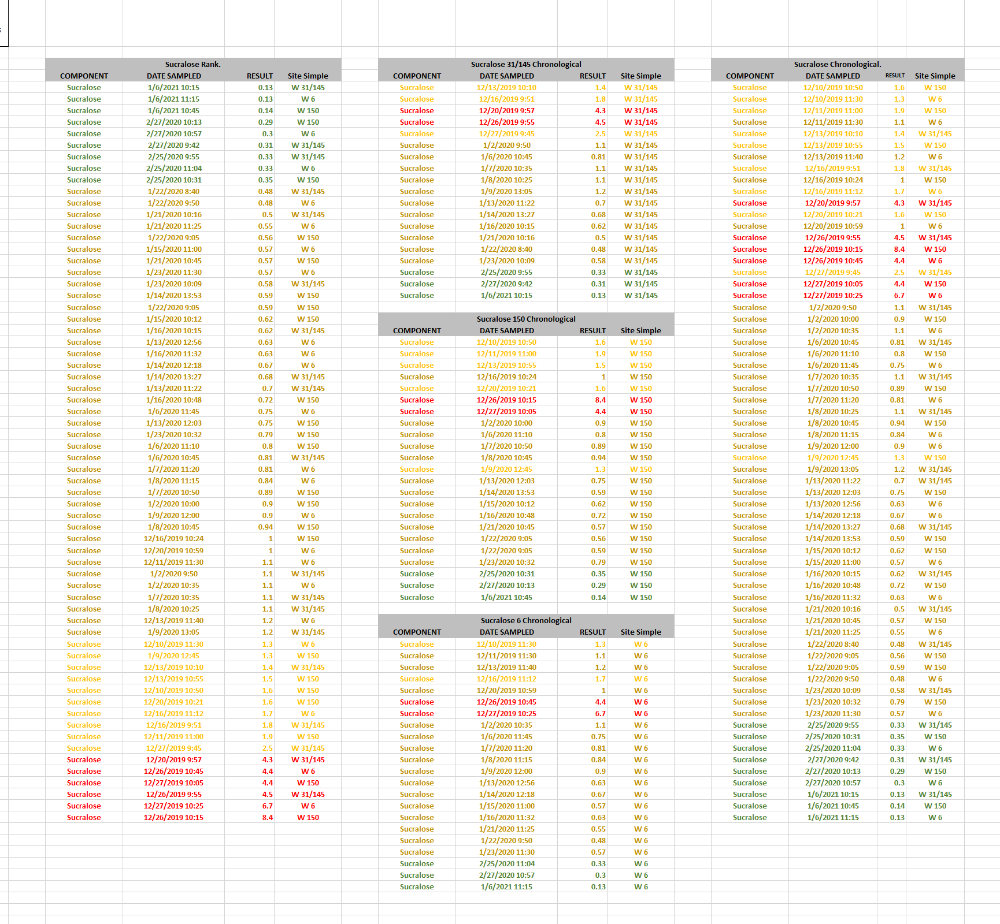 Sucralose Rank.
COMPONENT DATE SAMPLED RESULT Site Simple
Sucralose 1/6/2021 10:15 0.13 W 31/145
Sucralose 1/6/2021 11:15 0.13 W 6
Sucralose 1/6/2021 10:45 0.14 W 150
Sucralose 2/27/2020 10:13 0.29 W 150
Sucralose 2/27/2020 10:57 0.3 W 6
Sucralose 2/27/2020 9:42 0.31 W 31/145
Sucralose 2/25/2020 9:55 0.33 W 31/145
Sucralose 2/25/2020 11:04 0.33 W 6
Sucralose 2/25/2020 10:31 0.35 W 150
Sucralose 1/22/2020 8:40 0.48 W 31/145
Sucralose 1/22/2020 9:50 0.48 W 6
Sucralose 1/21/2020 10:16 0.5 W 31/145
Sucralose 1/21/2020 11:25 0.55 W 6
Sucralose 1/22/2020 9:05 0.56 W 150
Sucralose 1/15/2020 11:00 0.57 W 6
Sucralose 1/21/2020 10:45 0.57 W 150
Sucralose 1/23/2020 11:30 0.57 W 6
Sucralose 1/23/2020 10:09 0.58 W 31/145
Sucralose 1/14/2020 13:53 0.59 W 150
Sucralose 1/22/2020 9:05 0.59 W 150
Sucralose 1/15/2020 10:12 0.62 W 150
Sucralose 1/16/2020 10:15 0.62 W 31/145
Sucralose 1/13/2020 12:56 0.63 W 6
Sucralose 1/16/2020 11:32 0.63 W 6
Sucralose 1/14/2020 12:18 0.67 W 6
Sucralose 1/14/2020 13:27 0.68 W 31/145
Sucralose 1/13/2020 11:22 0.7 W 31/145
Sucralose 1/16/2020 10:48 0.72 W 150
Sucralose 1/6/2020 11:45 0.75 W 6
Sucralose 1/13/2020 12:03 0.75 W 150
Sucralose 1/23/2020 10:32 0.79 W 150
Sucralose 1/6/2020 11:10 0.8 W 150
Sucralose 1/6/2020 10:45 0.81 W 31/145
Sucralose 1/7/2020 11:20 0.81 W 6
Sucralose 1/8/2020 11:15 0.84 W 6
Sucralose 1/7/2020 10:50 0.89 W 150
Sucralose 1/2/2020 10:00 0.9 W 150
Sucralose 1/9/2020 12:00 0.9 W 6
Sucralose 1/8/2020 10:45 0.94 W 150
Sucralose 12/16/2019 10:24 1 W 150
Sucralose 12/20/2019 10:59 1 W 6
Sucralose 12/11/2019 11:30 1.1 W 6
Sucralose 1/2/2020 9:50 1.1 W 31/145
Sucralose 1/2/2020 10:35 1.1 W 6
Sucralose 1/7/2020 10:35 1.1 W 31/145
Sucralose 1/8/2020 10:25 1.1 W 31/145
Sucralose 12/13/2019 11:40 1.2 W 6
Sucralose 1/9/2020 13:05 1.2 W 31/145
Sucralose 12/10/2019 11:30 1.3 W 6
Sucralose 1/9/2020 12:45 1.3 W 150
Sucralose 12/13/2019 10:10 1.4 W 31/145
Sucralose 12/13/2019 10:55 1.5 W 150
Sucralose 12/10/2019 10:50 1.6 W 150
Sucralose 12/20/2019 10:21 1.6 W 150
Sucralose 12/16/2019 11:12 1.7 W 6
Sucralose 12/16/2019 9:51 1.8 W 31/145
Sucralose 12/11/2019 11:00 1.9 W 150
Sucralose 12/27/2019 9:45 2.5 W 31/145
Sucralose 12/20/2019 9:57 4.3 W 31/145
Sucralose 12/26/2019 10:45 4.4 W 6
Sucralose 12/27/2019 10:05 4.4 W 150
Sucralose 12/26/2019 9:55 4.5 W 31/145
Sucralose 12/27/2019 10:25 6.7 W 6
Sucralose 12/26/2019 10:15 8.4 W 150
Sucralose 31/145 Chronological
COMPONENT DATE SAMPLED RESULT Site Simple
Sucralose 12/13/2019 10:10 1.4 W 31/145
Sucralose 12/16/2019 9:51 1.8 W 31/145
Sucralose 12/20/2019 9:57 4.3 W 31/145
Sucralose 12/26/2019 9:55 4.5 W 31/145
Sucralose 12/27/2019 9:45 2.5 W 31/145
Sucralose 1/2/2020 9:50 1.1 W 31/145
Sucralose 1/6/2020 10:45 0.81 W 31/145
Sucralose 1/7/2020 10:35 1.1 W 31/145
Sucralose 1/8/2020 10:25 1.1 W 31/145
Sucralose 1/9/2020 13:05 1.2 W 31/145
Sucralose 1/13/2020 11:22 0.7 W 31/145
Sucralose 1/14/2020 13:27 0.68 W 31/145
Sucralose 1/16/2020 10:15 0.62 W 31/145
Sucralose 1/21/2020 10:16 0.5 W 31/145
Sucralose 1/22/2020 8:40 0.48 W 31/145
Sucralose 1/23/2020 10:09 0.58 W 31/145
Sucralose 2/25/2020 9:55 0.33 W 31/145
Sucralose 2/27/2020 9:42 0.31 W 31/145
Sucralose 1/6/2021 10:15 0.13 W 31/145
Sucralose 150 Chronological
COMPONENT DATE SAMPLED RESULT Site Simple
Sucralose 12/10/2019 10:50 1.6 W 150
Sucralose 12/11/2019 11:00 1.9 W 150
Sucralose 12/13/2019 10:55 1.5 W 150
Sucralose 12/16/2019 10:24 1 W 150
Sucralose 12/20/2019 10:21 1.6 W 150
Sucralose 12/26/2019 10:15 8.4 W 150
Sucralose 12/27/2019 10:05 4.4 W 150
Sucralose 1/2/2020 10:00 0.9 W 150
Sucralose 1/6/2020 11:10 0.8 W 150
Sucralose 1/7/2020 10:50 0.89 W 150
Sucralose 1/8/2020 10:45 0.94 W 150
Sucralose 1/9/2020 12:45 1.3 W 150
Sucralose 1/13/2020 12:03 0.75 W 150
Sucralose 1/14/2020 13:53 0.59 W 150
Sucralose 1/15/2020 10:12 0.62 W 150
Sucralose 1/16/2020 10:48 0.72 W 150
Sucralose 1/21/2020 10:45 0.57 W 150
Sucralose 1/22/2020 9:05 0.56 W 150
Sucralose 1/22/2020 9:05 0.59 W 150
Sucralose 1/23/2020 10:32 0.79 W 150
Sucralose 2/25/2020 10:31 0.35 W 150
Sucralose 2/27/2020 10:13 0.29 W 150
Sucralose 1/6/2021 10:45 0.14 W 150
Sucralose 6 Chronological
COMPONENT DATE SAMPLED RESULT Site Simple
Sucralose 12/10/2019 11:30 1.3 W 6
Sucralose 12/11/2019 11:30 1.1 W 6
Sucralose 12/13/2019 11:40 1.2 W 6
Sucralose 12/16/2019 11:12 1.7 W 6
Sucralose 12/20/2019 10:59 1 W 6
Sucralose 12/26/2019 10:45 4.4 W 6
Sucralose 12/27/2019 10:25 6.7 W 6
Sucralose 1/2/2020 10:35 1.1 W 6
Sucralose 1/6/2020 11:45 0.75 W 6
Sucralose 1/7/2020 11:20 0.81 W 6
Sucralose 1/8/2020 11:15 0.84 W 6
Sucralose 1/9/2020 12:00 0.9 W 6
Sucralose 1/13/2020 12:56 0.63 W 6
Sucralose 1/14/2020 12:18 0.67 W 6
Sucralose 1/15/2020 11:00 0.57 W 6
Sucralose 1/16/2020 11:32 0.63 W 6
Sucralose 1/21/2020 11:25 0.55 W 6
Sucralose 1/22/2020 9:50 0.48 W 6
Sucralose 1/23/2020 11:30 0.57 W 6
Sucralose 2/25/2020 11:04 0.33 W 6
Sucralose 2/27/2020 10:57 0.3 W 6
Sucralose 1/6/2021 11:15 0.13 W 6
Sucralose Chronological.
COMPONENT DATE SAMPLED RESULT Site Simple
Sucralose 12/10/2019 10:50 1.6 W 150
Sucralose 12/10/2019 11:30 1.3 W 6
Sucralose 12/11/2019 11:00 1.9 W 150
Sucralose 12/11/2019 11:30 1.1 W 6
Sucralose 12/13/2019 10:10 1.4 W 31/145
Sucralose 12/13/2019 10:55 1.5 W 150
Sucralose 12/13/2019 11:40 1.2 W 6
Sucralose 12/16/2019 9:51 1.8 W 31/145
Sucralose 12/16/2019 10:24 1 W 150
Sucralose 12/16/2019 11:12 1.7 W 6
Sucralose 12/20/2019 9:57 4.3 W 31/145
Sucralose 12/20/2019 10:21 1.6 W 150
Sucralose 12/20/2019 10:59 1 W 6
Sucralose 12/26/2019 9:55 4.5 W 31/145
Sucralose 12/26/2019 10:15 8.4 W 150
Sucralose 12/26/2019 10:45 4.4 W 6
Sucralose 12/27/2019 9:45 2.5 W 31/145
Sucralose 12/27/2019 10:05 4.4 W 150
Sucralose 12/27/2019 10:25 6.7 W 6
Sucralose 1/2/2020 9:50 1.1 W 31/145
Sucralose 1/2/2020 10:00 0.9 W 150
Sucralose 1/2/2020 10:35 1.1 W 6
Sucralose 1/6/2020 10:45 0.81 W 31/145
Sucralose 1/6/2020 11:10 0.8 W 150
Sucralose 1/6/2020 11:45 0.75 W 6
Sucralose 1/7/2020 10:35 1.1 W 31/145
Sucralose 1/7/2020 10:50 0.89 W 150
Sucralose 1/7/2020 11:20 0.81 W 6
Sucralose 1/8/2020 10:25 1.1 W 31/145
Sucralose 1/8/2020 10:45 0.94 W 150
Sucralose 1/8/2020 11:15 0.84 W 6
Sucralose 1/9/2020 12:00 0.9 W 6
Sucralose 1/9/2020 12:45 1.3 W 150
Sucralose 1/9/2020 13:05 1.2 W 31/145
Sucralose 1/13/2020 11:22 0.7 W 31/145
Sucralose 1/13/2020 12:03 0.75 W 150
Sucralose 1/13/2020 12:56 0.63 W 6
Sucralose 1/14/2020 12:18 0.67 W 6
Sucralose 1/14/2020 13:27 0.68 W 31/145
Sucralose 1/14/2020 13:53 0.59 W 150
Sucralose 1/15/2020 10:12 0.62 W 150
Sucralose 1/15/2020 11:00 0.57 W 6
Sucralose 1/16/2020 10:15 0.62 W 31/145
Sucralose 1/16/2020 10:48 0.72 W 150
Sucralose 1/16/2020 11:32 0.63 W 6
Sucralose 1/21/2020 10:16 0.5 W 31/145
Sucralose 1/21/2020 10:45 0.57 W 150
Sucralose 1/21/2020 11:25 0.55 W 6
Sucralose 1/22/2020 8:40 0.48 W 31/145
Sucralose 1/22/2020 9:05 0.56 W 150
Sucralose 1/22/2020 9:05 0.59 W 150
Sucralose 1/22/2020 9:50 0.48 W 6
Sucralose 1/23/2020 10:09 0.58 W 31/145
Sucralose 1/23/2020 10:32 0.79 W 150
Sucralose 1/23/2020 11:30 0.57 W 6
Sucralose 2/25/2020 9:55 0.33 W 31/145
Sucralose 2/25/2020 10:31 0.35 W 150
Sucralose 2/25/2020 11:04 0.33 W 6
Sucralose 2/27/2020 9:42 0.31 W 31/145
Sucralose 2/27/2020 10:13 0.29 W 150
Sucralose 2/27/2020 10:57 0.3 W 6
Sucralose 1/6/2021 10:15 0.13 W 31/145
Sucralose 1/6/2021 10:45 0.14 W 150
Sucralose 1/6/2021 11:15 0.13 W 6